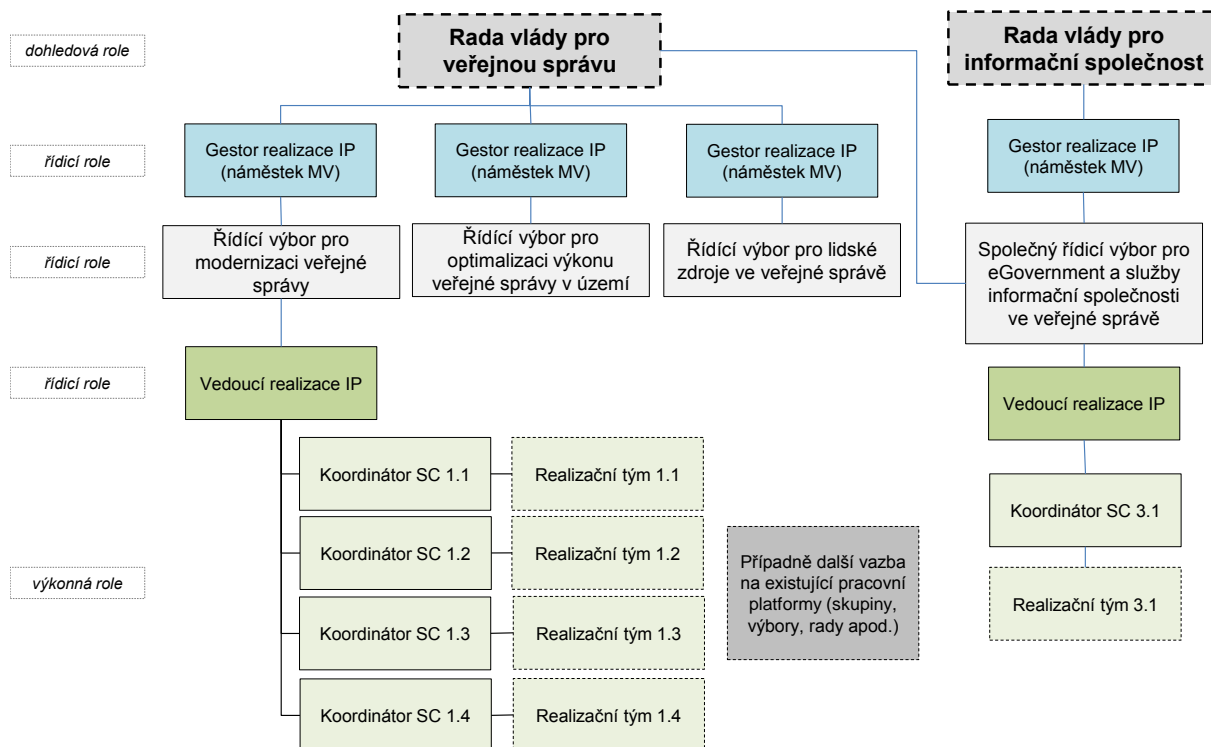 dohledová role
Rada vlády pro
veřejnou správu
Rada vlády pro
informační společnost
řídicí role
Gestor realizace IP
(náměstek MV)
Gestor realizace IP
(náměstek MV)
Gestor realizace IP
(náměstek MV)
Gestor realizace IP
(náměstek MV)
řídicí role
Řídící výbor pro
modernizaci veřejné
správy
Řídící výbor pro
optimalizaci výkonu
veřejné správy v území
Řídící výbor pro lidské
zdroje ve veřejné správě
Společný řídicí výbor pro
eGovernment a služby
informační společnosti
ve veřejné správě
řídicí role
Vedoucí realizace IP
Vedoucí realizace IP
výkonná role
Koordinátor SC 1.1
Realizační tým 1.1
Koordinátor SC 1.2
Realizační tým 1.2
Koordinátor SC 1.3
Realizační tým 1.3
Koordinátor SC 1.4
Realizační tým 1.4
Případně další vazba
na existující pracovní
platformy (skupiny,
výbory, rady apod.)
Koordinátor SC 3.1
Realizační tým 3.1